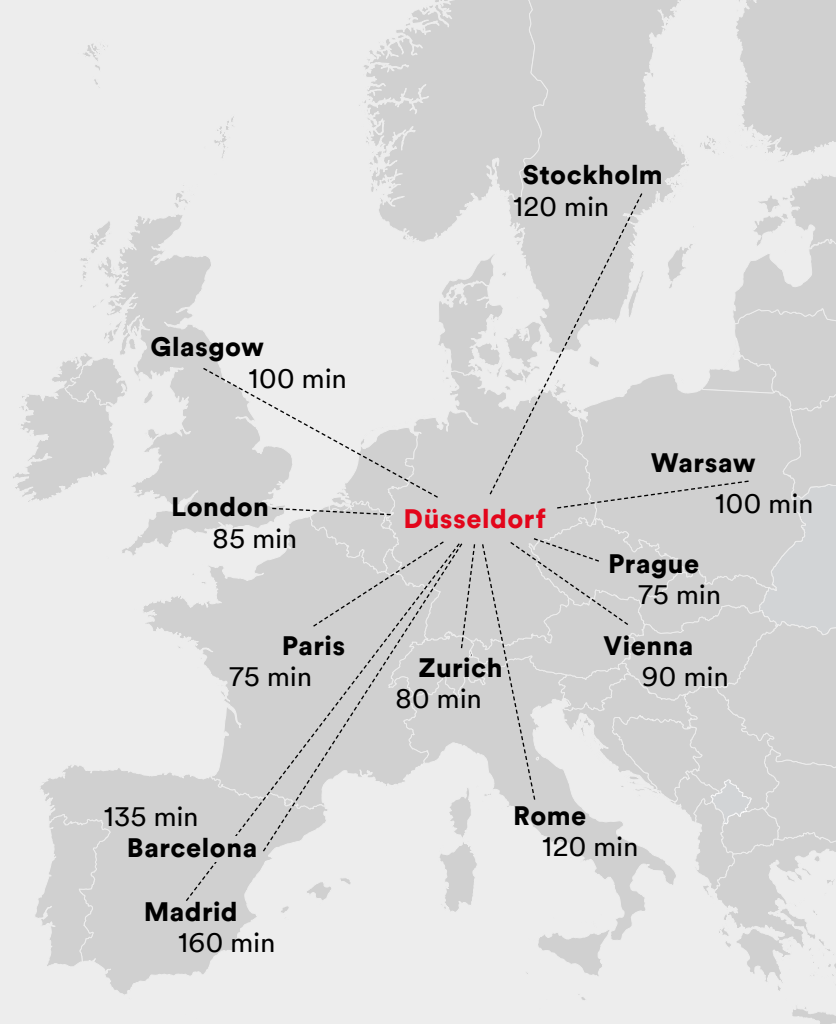 Stockholm
120 min
Glasgow
100 min
Warsaw
100 min
London
85 min
Düsseldorf
Prague
75 min
Paris
75 min
Zurich
80 min
Vienna
90 min
135 min
Barcelona
Rome
120 min
Madrid
160 min